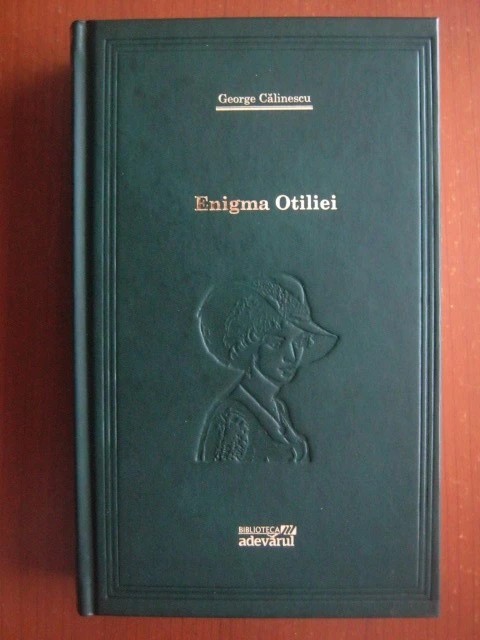 George Călinescu
Enigma Otiliei
BIBLIOTECA
adevărul